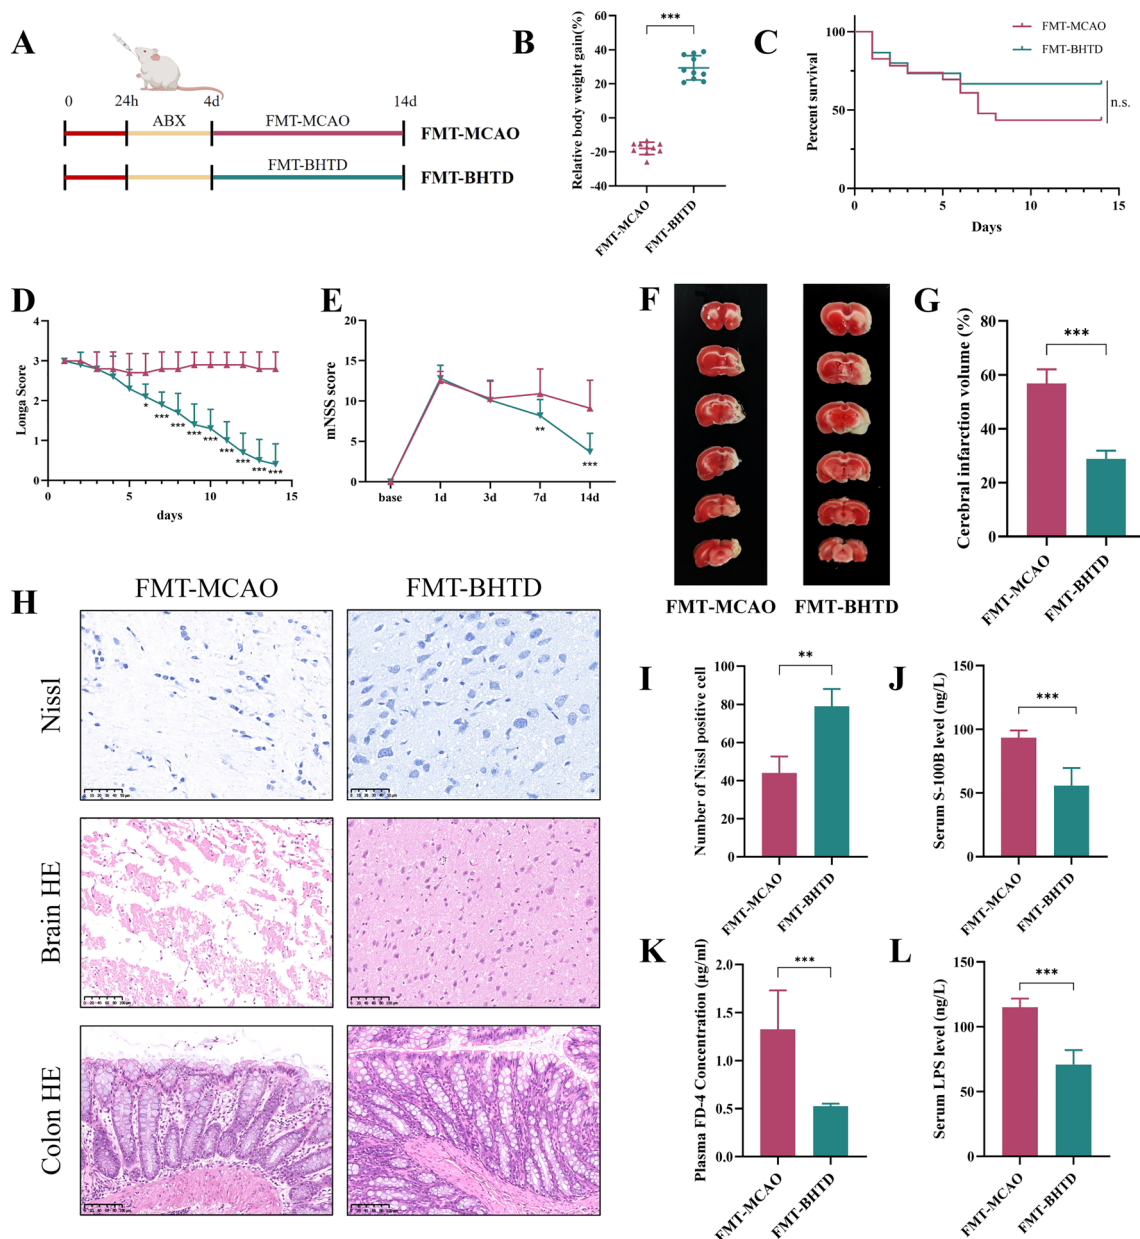 A
0 24h 4d 14d
ABX FMT-MCAO
FMT-MCAO
FMT-BHTD
FMT-BHTD
B
Relative body weight gain(%)
60
40
20
0
-20
-40
***
FMT-MCAO
FMT-BHTD
C
Percent survival
100
50
0
0 5 10 15
Days
FMT-MCAO
FMT-BHTD
n.s.
D
Longa Score
4
3
2
1
0
* *** *** *** *** *** *** *** ***
0 5 10 15
days
E
mNSS score
20
15
10
5
0
**
***
base 1d 3d 7d 14d
F
FMT-MCAO FMT-BHTD
G
Cerebral infarction volume (%)
80
60
40
20
0
***
FMT-MCAO
FMT-BHTD
H
FMT-MCAO FMT-BHTD
Nissl
Brain HE
Colon HE
I
Number of Nissl positive cell
100
80
60
40
20
0
**
FMT-MCAO
FMT-BHTD
J
Serum S-100B level (ng/L)
150
100
50
0
***
FMT-MCAO
FMT-BHTD
K
Plasma FD-4 Concentration (μg/ml)
2.0
1.5
1.0
0.5
0.0
***
FMT-MCAO
FMT-BHTD
L
Serum LPS level (ng/L)
150
100
50
0
***
FMT-MCAO
FMT-BHTD